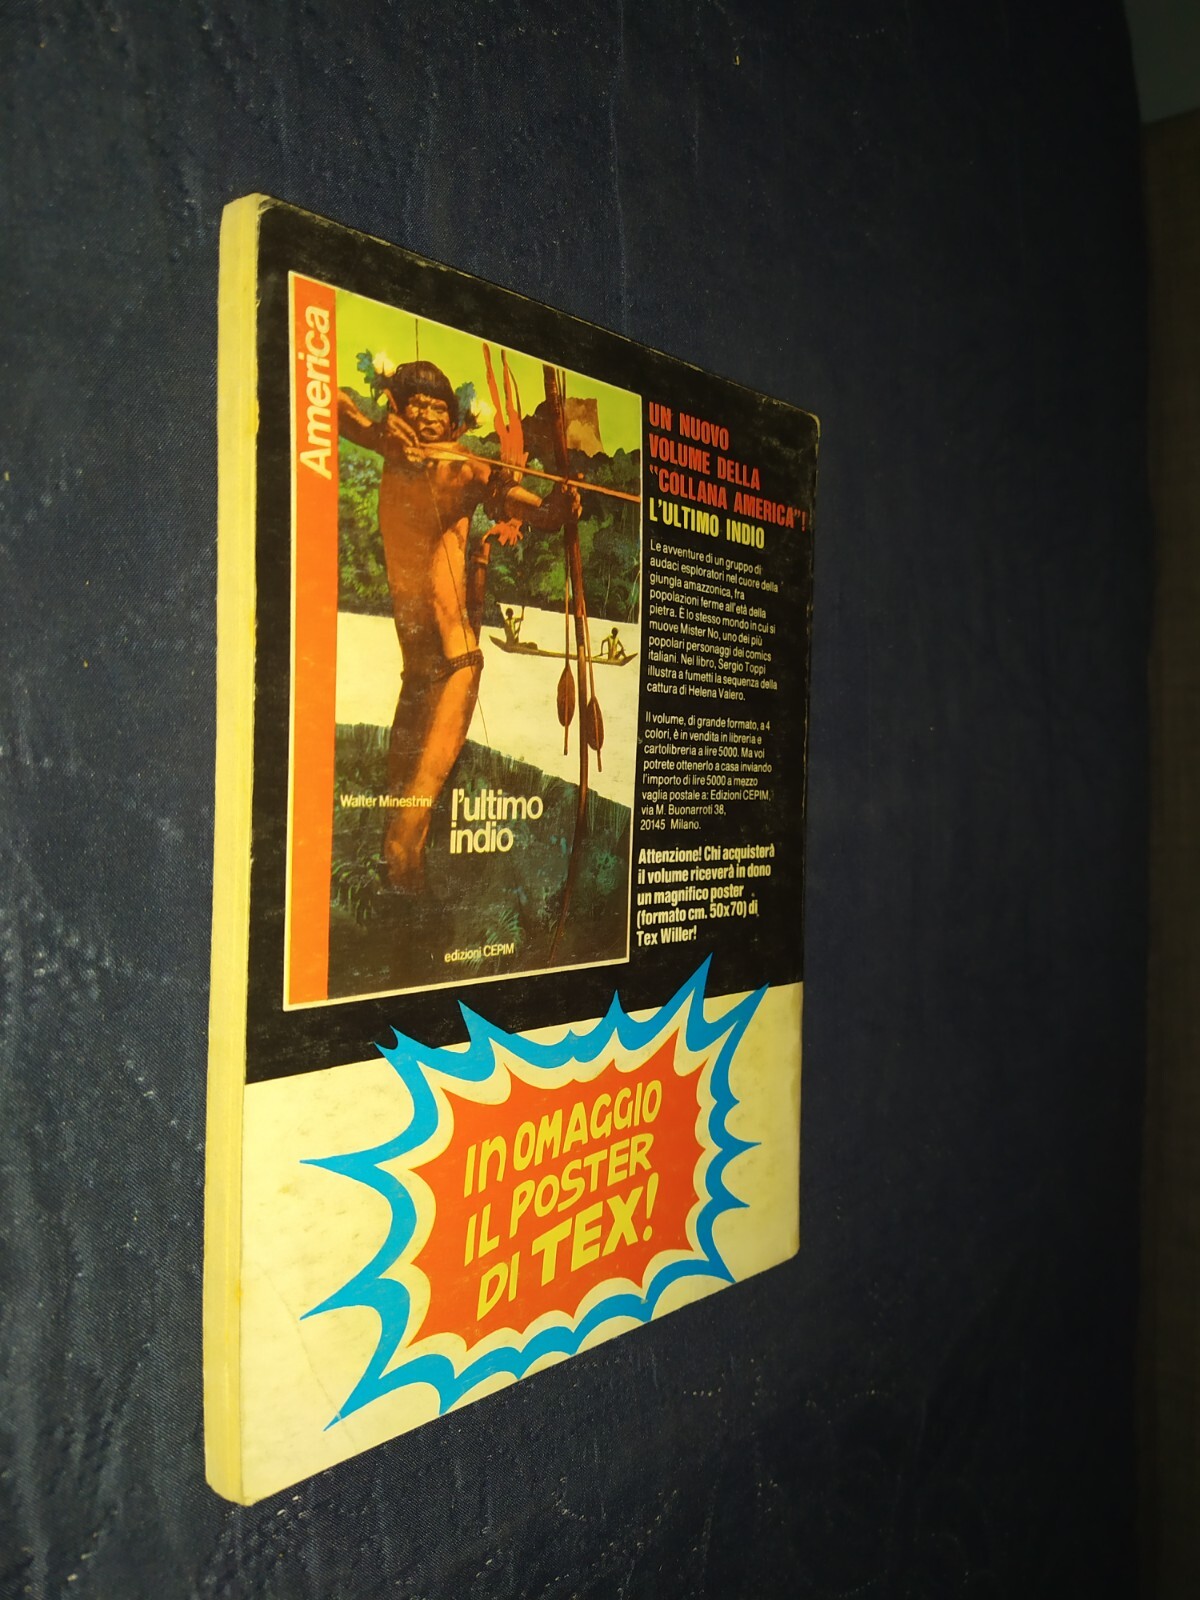 America
Walter Minestrini
l'ultimo
indio
edizioni CEPIM
UN NUOVO
VOLUME DELLA
"COLLANA AMERICA"!
L'ULTIMO INDIO
Le avventure di un gruppo di
audaci esploratori nel cuore della
giungla amazzonica, fra
popolazioni ferme all'età della
pietra. È lo stesso mondo in cui si
muove Mister No, uno dei più
popolari personaggi dei comics
italiani. Nel libro, Sergio Toppi
illustra a fumetti la sequenza della
cattura di Helena Valero.
Il volume, di grande formato, a 4
colori, è in vendita in libreria e
cartolibreria a lire 5000. Ma voi
potrete ottenerlo a casa inviando
l'importo di lire 5000 a mezzo
vaglia postale a: Edizioni CEPIM,
via M. Buonarroti 38,
20145 Milano.
Attenzione! Chi acquisterà
il volume riceverà in dono
un magnifico poster
(formato cm. 50x70) di
Tex Willer!
In OMAGGIO
IL POSTER
DI TEX!